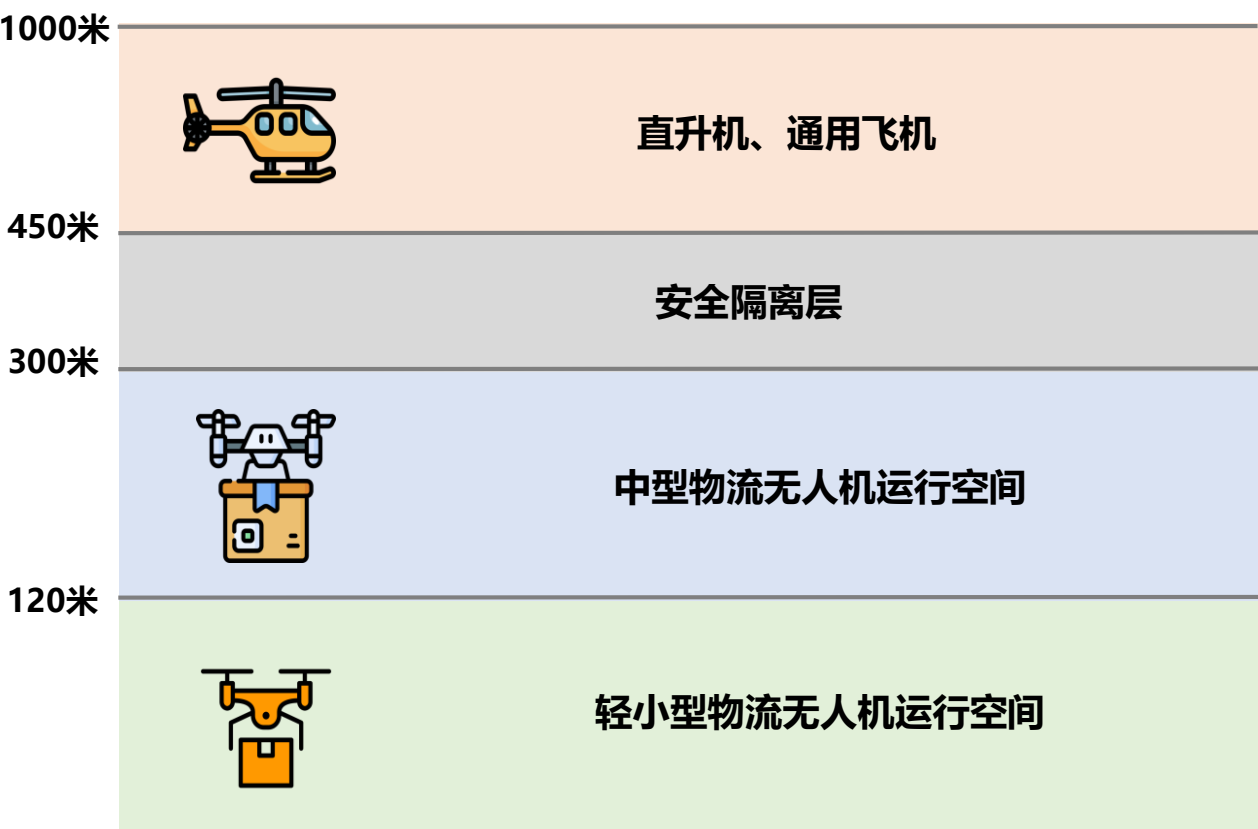 1000米
直升机、通用飞机
450米
安全隔离层
300米
中型物流无人机运行空间
120米
轻小型物流无人机运行空间